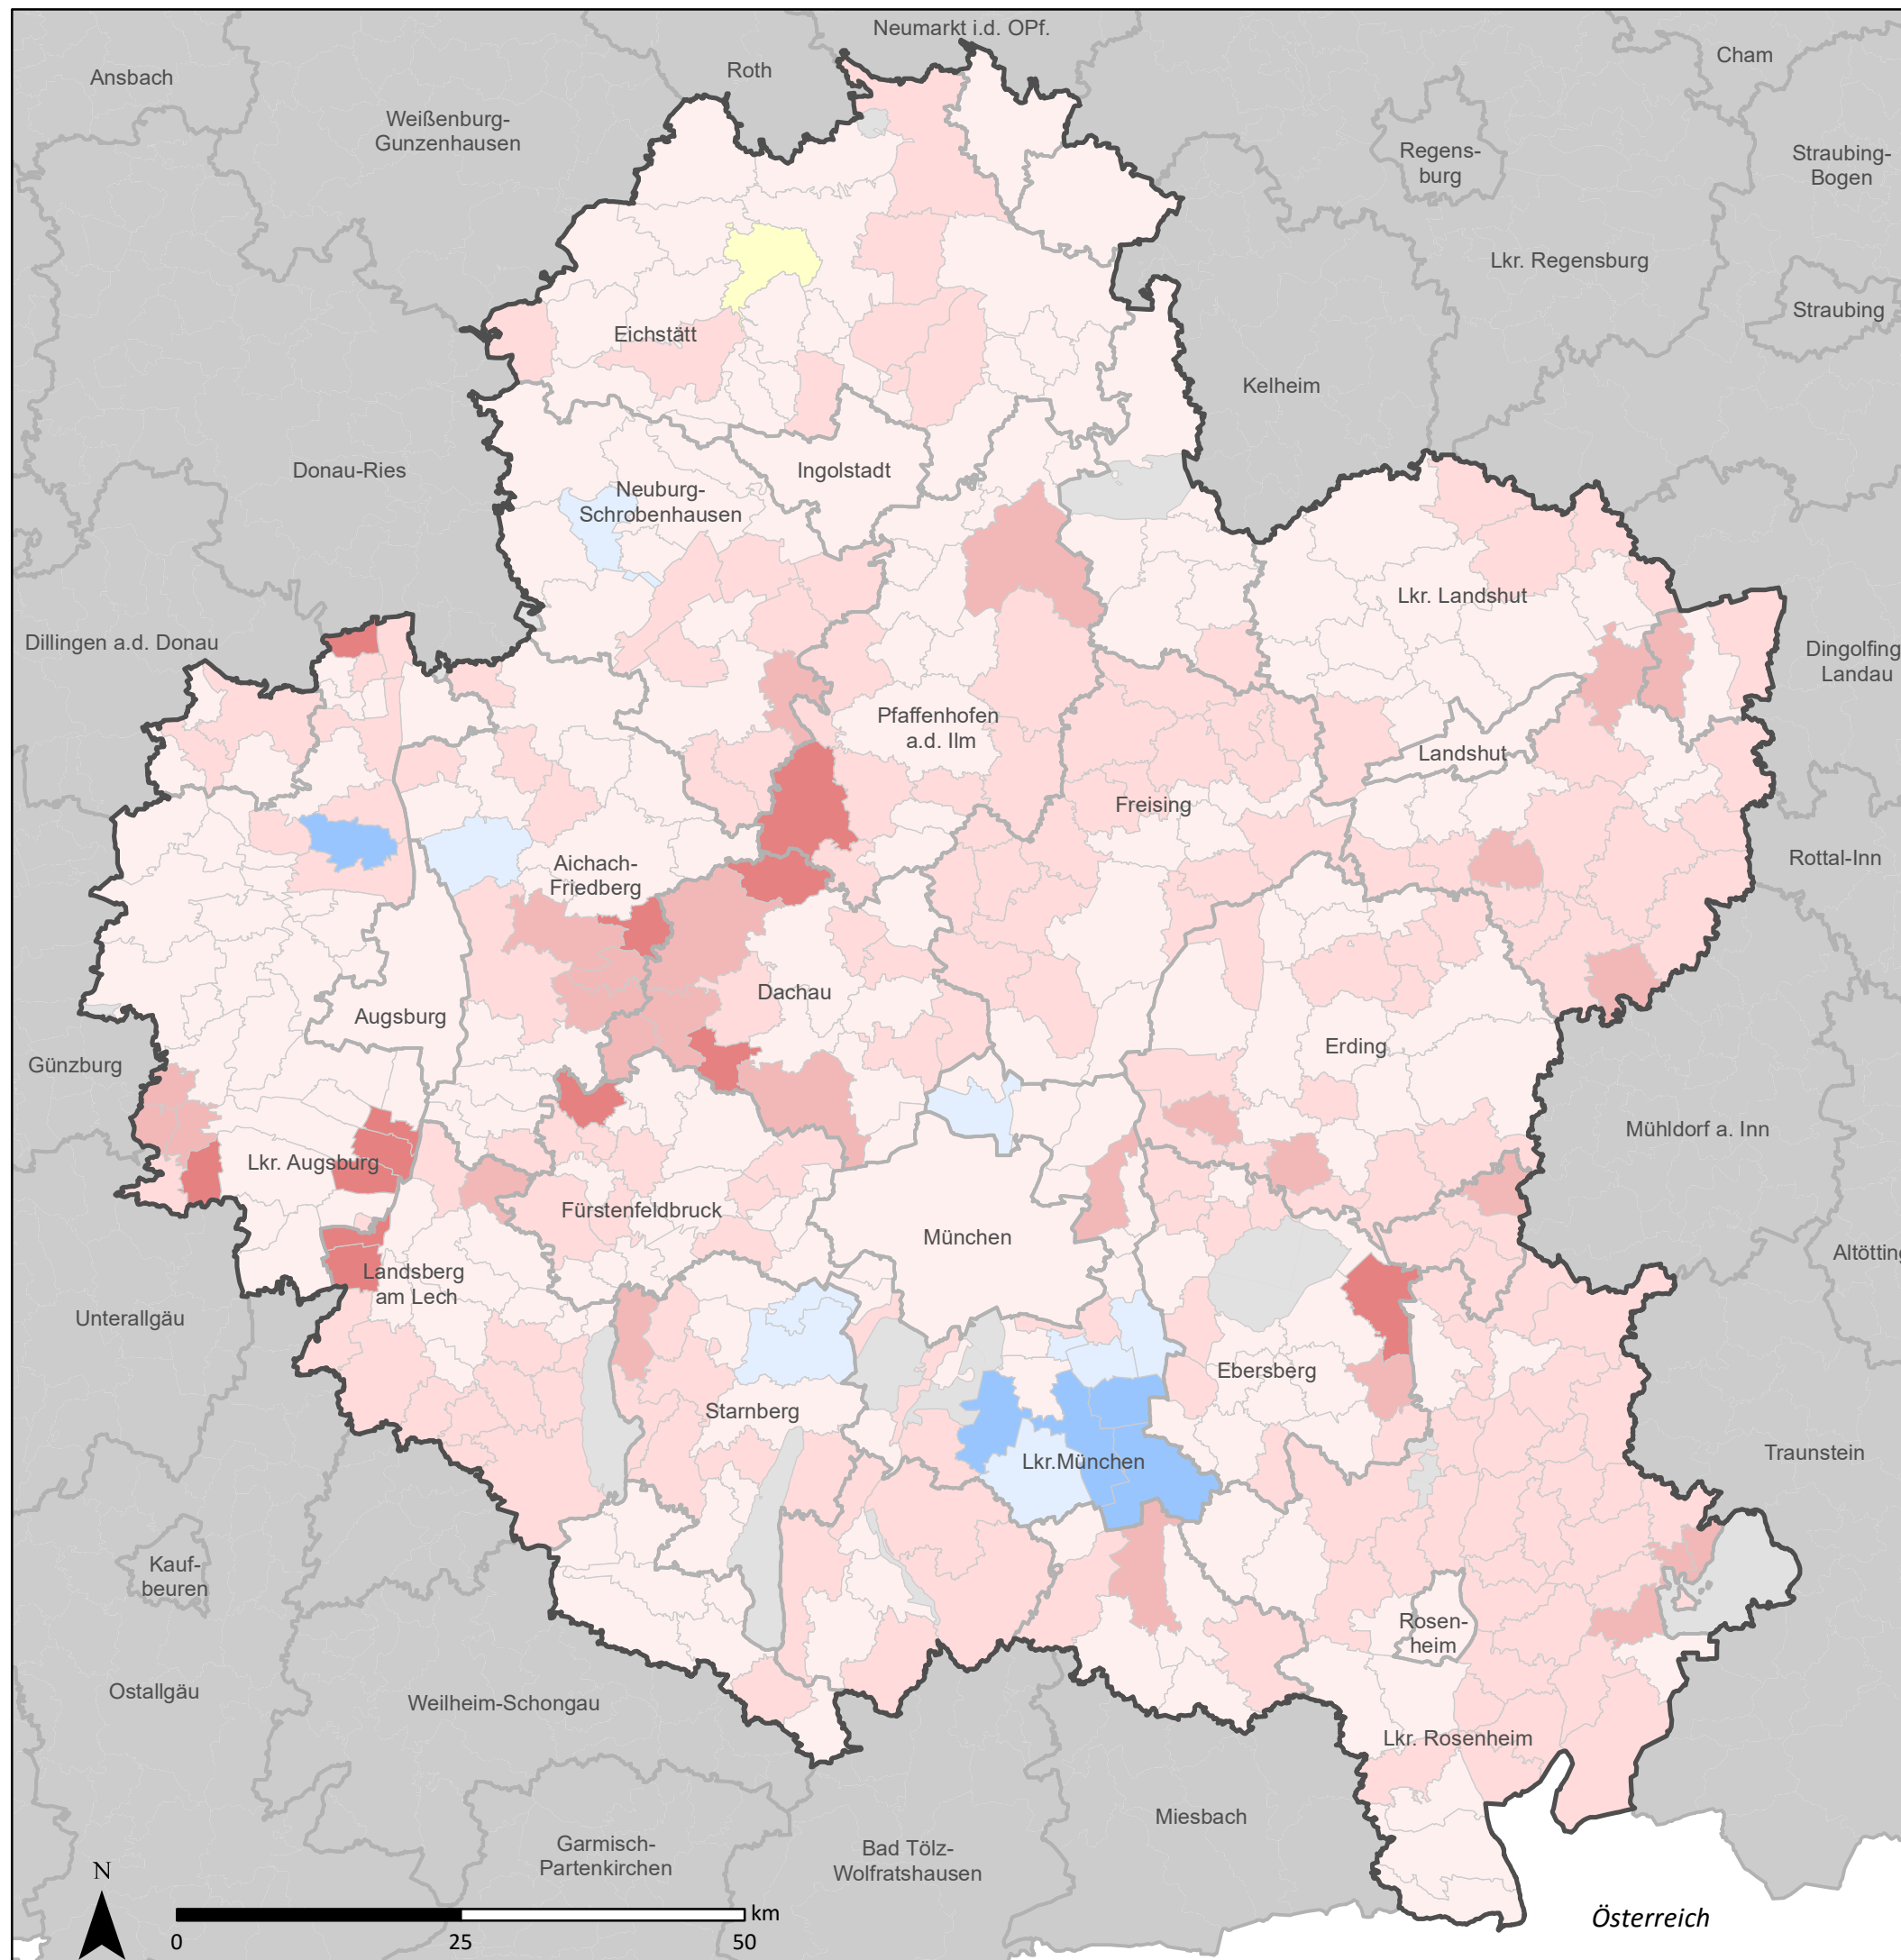 Neumarkt i.d. OPf.
Cham
Ansbach
Roth
Weißenburg-
Gunzenhausen
Regens-
burg
Straubing-
Bogen
Lkr. Regensburg
Straubing
Eichstätt
Kelheim
Donau-Ries
Ingolstadt
Neuburg-
Schrobenhausen
Lkr. Landshut
Dillingen a.d. Donau
Dingolfing
Landau
Pfaffenhofen
a.d. Ilm
Landshut
Freising
Aichach-
Friedberg
Rottal-Inn
Dachau
Augsburg
Erding
Günzburg
Mühldorf a. Inn
Lkr. Augsburg
Fürstenfeldbruck
München
Altötting
Landsberg
am Lech
Unterallgäu
Ebersberg
Starnberg
Traunstein
Lkr.München
Kauf-
beuren
Rosen-
heim
Ostallgäu
Weilheim-Schongau
Lkr. Rosenheim
Miesbach
Garmisch-
Partenkirchen
Bad Tölz-
Wolfratshausen
Österreich
N
km
0 25 50